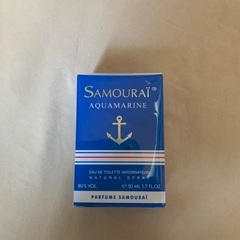 SAMOURAÏ
AQUAMARINE
EAU DE TOILETTE VAPORISATEUR
NATURAL SPRAY
80% VOL. ℮ 50 ML 1.7 FL.OZ
PARFUMS SAMOURAÏ